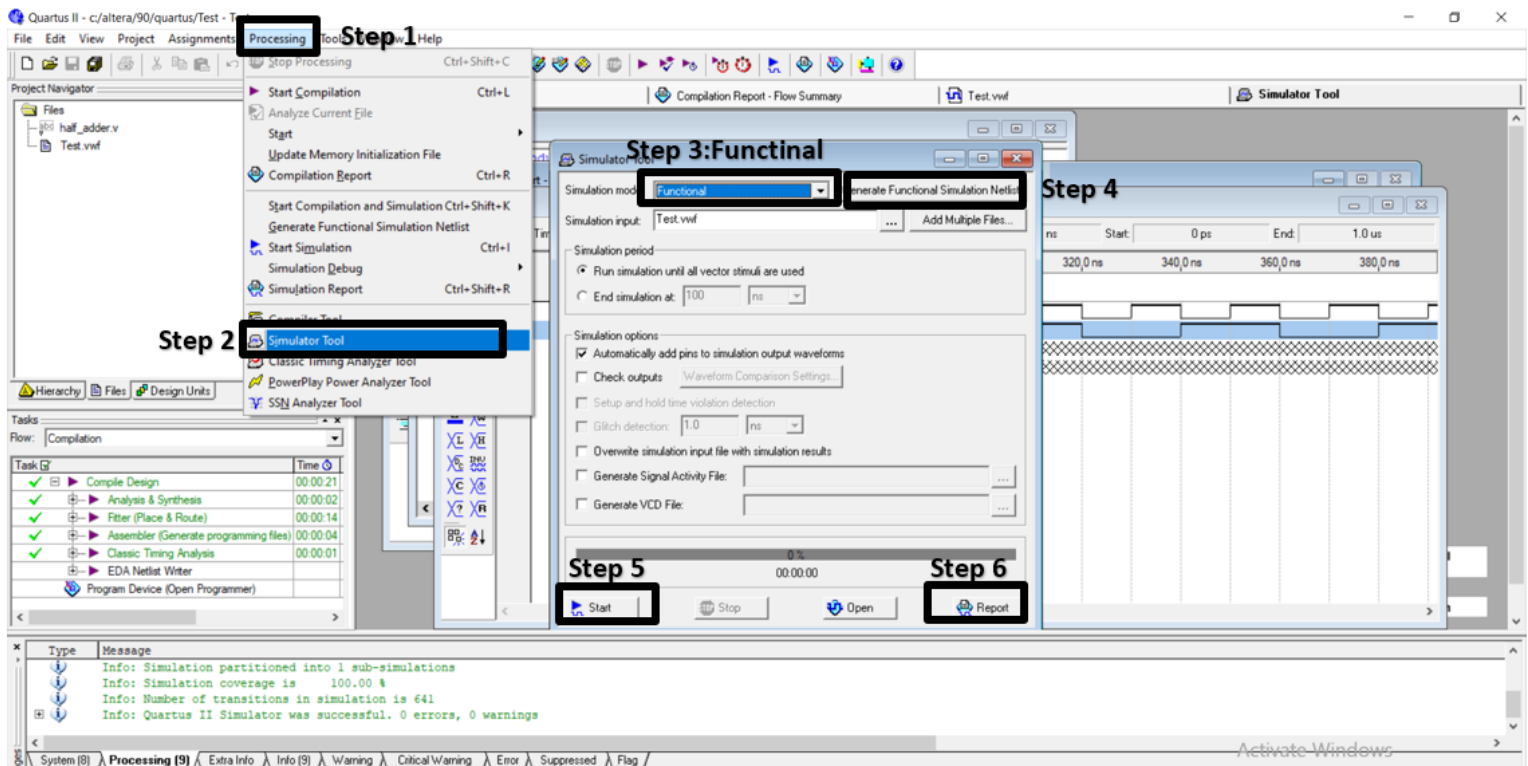 Quartus II - c:/altera/90/quartus/Test - T
File Edit View Project Assignments Processing Tools Window Help
Step 1
Stop Processing Ctrl+Shift+C
Start Compilation Ctrl+L
Analyze Current File
Start
Update Memory Initialization File
Compilation Report Ctrl+R
Start Compilation and Simulation Ctrl+Shift+K
Generate Functional Simulation Netlist
Start Simulation Ctrl+I
Simulation Debug
Simulation Report Ctrl+Shift+R
Compiler Tool
Step 2
Simulator Tool
Classic Timing Analyzer Tool
PowerPlay Power Analyzer Tool
SSN Analyzer Tool
Project Navigator
Files
half_adder.v
Test.vwf
Hierarchy Files Design Units
Tasks
Flow: Compilation
Task Time
Compile Design 00:00:21
Analysis & Synthesis 00:00:02
Fitter (Place & Route) 00:00:14
Assembler (Generate programming files) 00:00:04
Classic Timing Analysis 00:00:01
EDA Netlist Writer
Program Device (Open Programmer)
Compilation Report - Flow Summary Test.vwf Simulator Tool
Simulator Tool
Step 3:Functinal
Simulation mode: Functional Generate Functional Simulation Netlist
Step 4
Simulation input: Test.vwf ... Add Multiple Files...
Simulation period
Run simulation until all vector stimuli are used
End simulation at: 100 ns
Simulation options
Automatically add pins to simulation output waveforms
Check outputs Waveform Comparison Settings...
Setup and hold time violation detection
Glitch detection: 1.0 ns
Overwrite simulation input file with simulation results
Generate Signal Activity File: ...
Generate VCD File: ...
0 %
00:00:00
Step 5
Step 6
Start Stop Open Report
ns Start: 0 ps End: 1.0 us
320.0 ns 340.0 ns 360.0 ns 380.0 ns
Type Message
Info: Simulation partitioned into 1 sub-simulations
Info: Simulation coverage is 100.00 %
Info: Number of transitions in simulation is 641
Info: Quartus II Simulator was successful. 0 errors, 0 warnings
System (8) Processing (9) Extra Info Info (9) Warning Critical Warning Error Suppressed Flag
Activate Windows